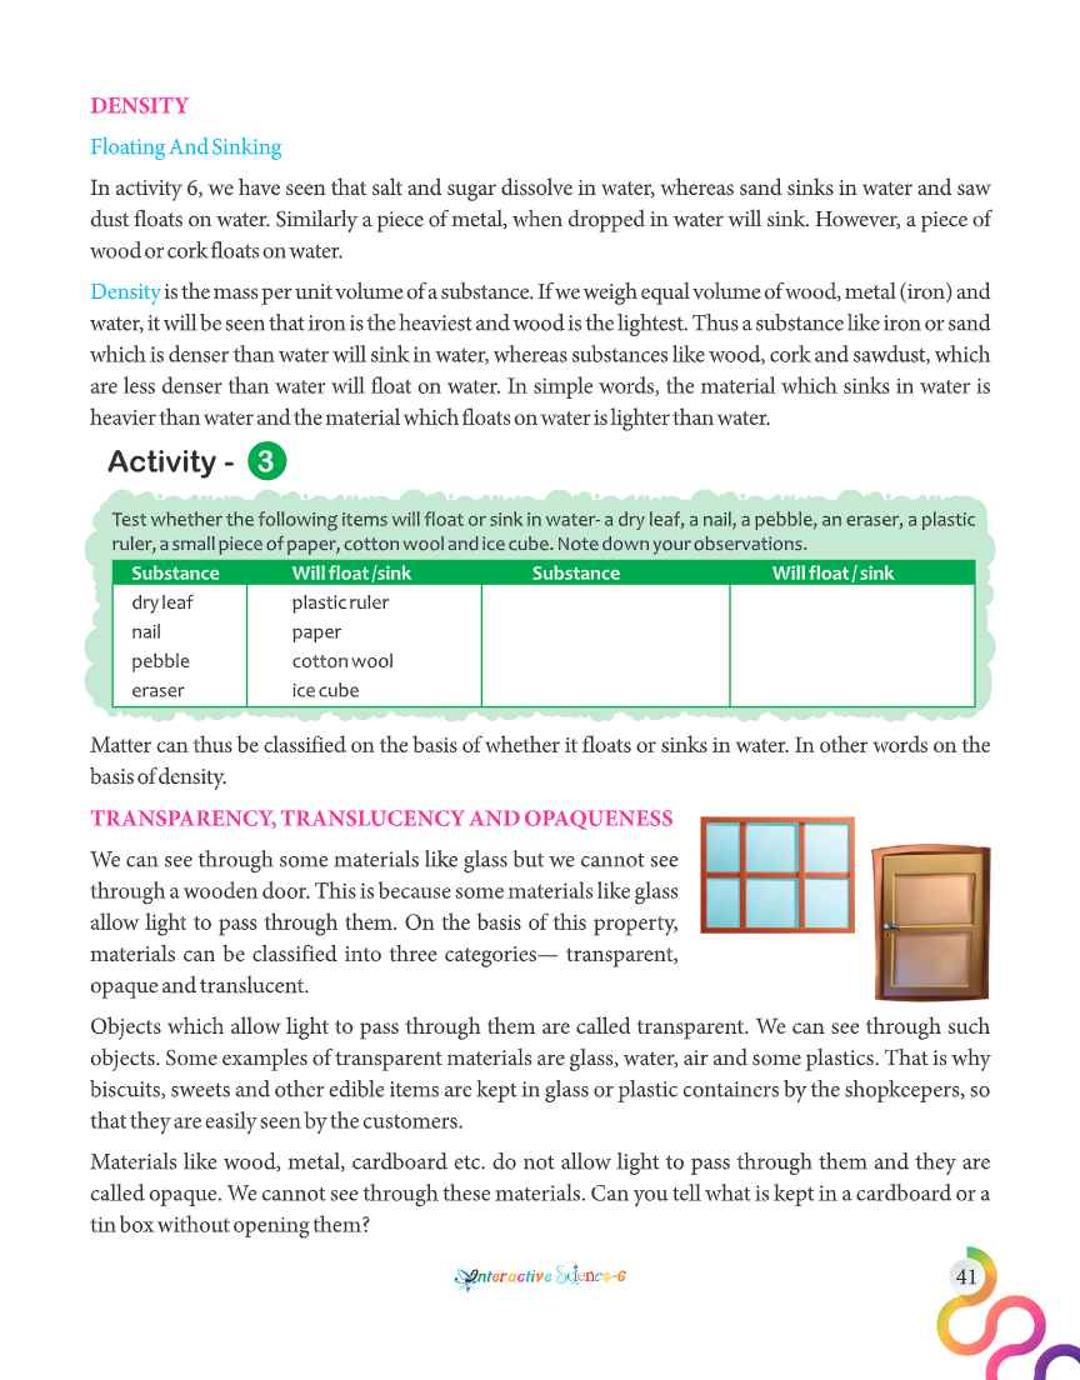 DENSITY
Floating And Sinking
In activity 6, we have seen that salt and sugar dissolve in water, whereas sand sinks in water and saw
dust floats on water. Similarly a piece of metal, when dropped in water will sink. However, a piece of
wood or cork floats on water.
Density is the mass per unit volume of a substance. If we weigh equal volume of wood, metal (iron) and
water, it will be seen that iron is the heaviest and wood is the lightest. Thus a substance like iron or sand
which is denser than water will sink in water, whereas substances like wood, cork and sawdust, which
are less denser than water will float on water. In simple words, the material which sinks in water is
heavier than water and the material which floats on water is lighter than water.
Activity - 3
Test whether the following items will float or sink in water- a dry leaf, a nail, a pebble, an eraser, a plastic
ruler, a small piece of paper, cotton wool and ice cube. Note down your observations.
Substance Will float /sink Substance Will float / sink
dry leaf plastic ruler
nail paper
pebble cotton wool
eraser ice cube
Matter can thus be classified on the basis of whether it floats or sinks in water. In other words on the
basis of density.
TRANSPARENCY, TRANSLUCENCY AND OPAQUENESS
We can see through some materials like glass but we cannot see
through a wooden door. This is because some materials like glass
allow light to pass through them. On the basis of this property,
materials can be classified into three categories— transparent,
opaque and translucent.
Objects which allow light to pass through them are called transparent. We can see through such
objects. Some examples of transparent materials are glass, water, air and some plastics. That is why
biscuits, sweets and other edible items are kept in glass or plastic containers by the shopkeepers, so
that they are easily seen by the customers.
Materials like wood, metal, cardboard etc. do not allow light to pass through them and they are
called opaque. We cannot see through these materials. Can you tell what is kept in a cardboard or a
tin box without opening them?
Interactive Science-6
41